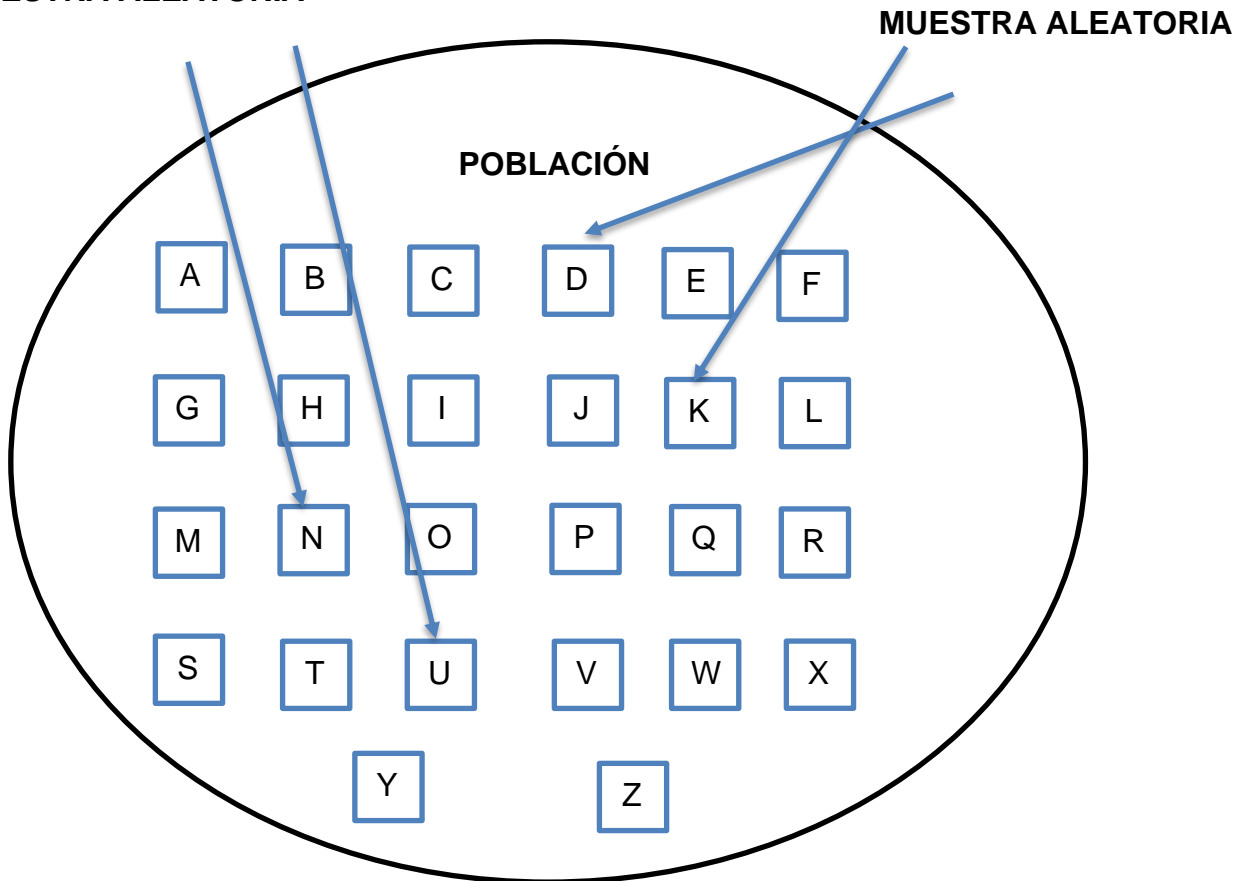 MUESTRA ALEATORIA
POBLACIÓN
A B C D E F
G H I J K L
M N O P Q R
S T U V W X
Y Z